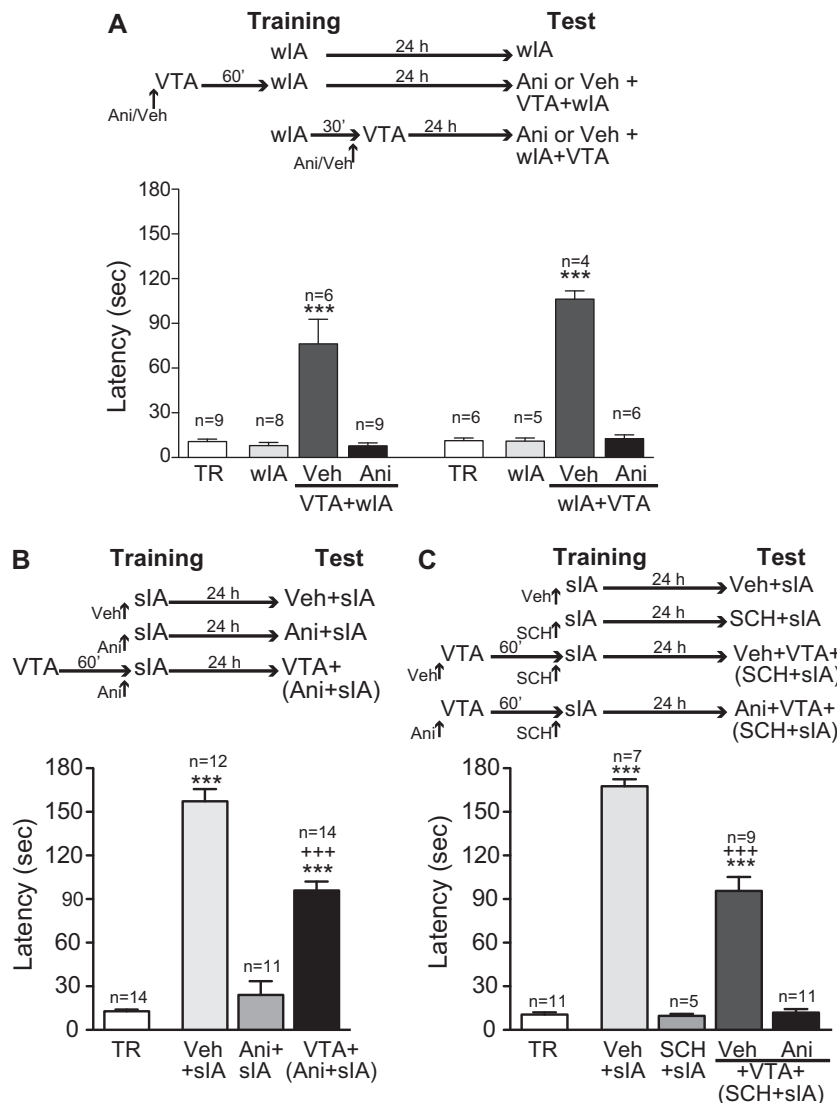 A
Training Test
wIA 24 h wIA
VTA 60' wIA 24 h Ani or Veh +
Ani/Veh VTA+wIA
wIA 30' VTA 24 h Ani or Veh +
Ani/Veh wIA+VTA
Latency (sec)
180
150
120
90
60
30
0
n=9 n=8 n=6 *** n=9 n=6 n=5 n=4 *** n=6
TR wIA Veh Ani TR wIA Veh Ani
VTA+wIA wIA+VTA
B
Training Test
Veh sIA 24 h Veh+sIA
Ani sIA 24 h Ani+sIA
VTA 60' sIA 24 h VTA+
Ani (Ani+sIA)
Latency (sec)
180
150
120
90
60
30
0
n=14 n=12 *** n=11 n=14 +++ ***
TR Veh Ani+ VTA+
+sIA sIA (Ani+sIA)
C
Training Test
Veh sIA 24 h Veh+sIA
SCH sIA 24 h SCH+sIA
VTA 60' sIA 24 h Veh+VTA+
Veh SCH (SCH+sIA)
VTA 60' sIA 24 h Ani+VTA+
Ani SCH (SCH+sIA)
Latency (sec)
180
150
120
90
60
30
0
n=11 n=7 *** n=5 n=9 +++ *** n=11
TR Veh SCH Veh Ani
+sIA +sIA +VTA+
(SCH+sIA)